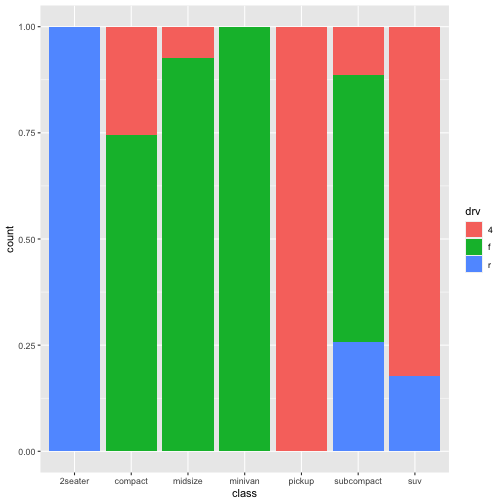 1.00
0.75
0.50
0.25
0.00
count
2seater compact midsize minivan pickup subcompact suv
class
drv
4
f
r